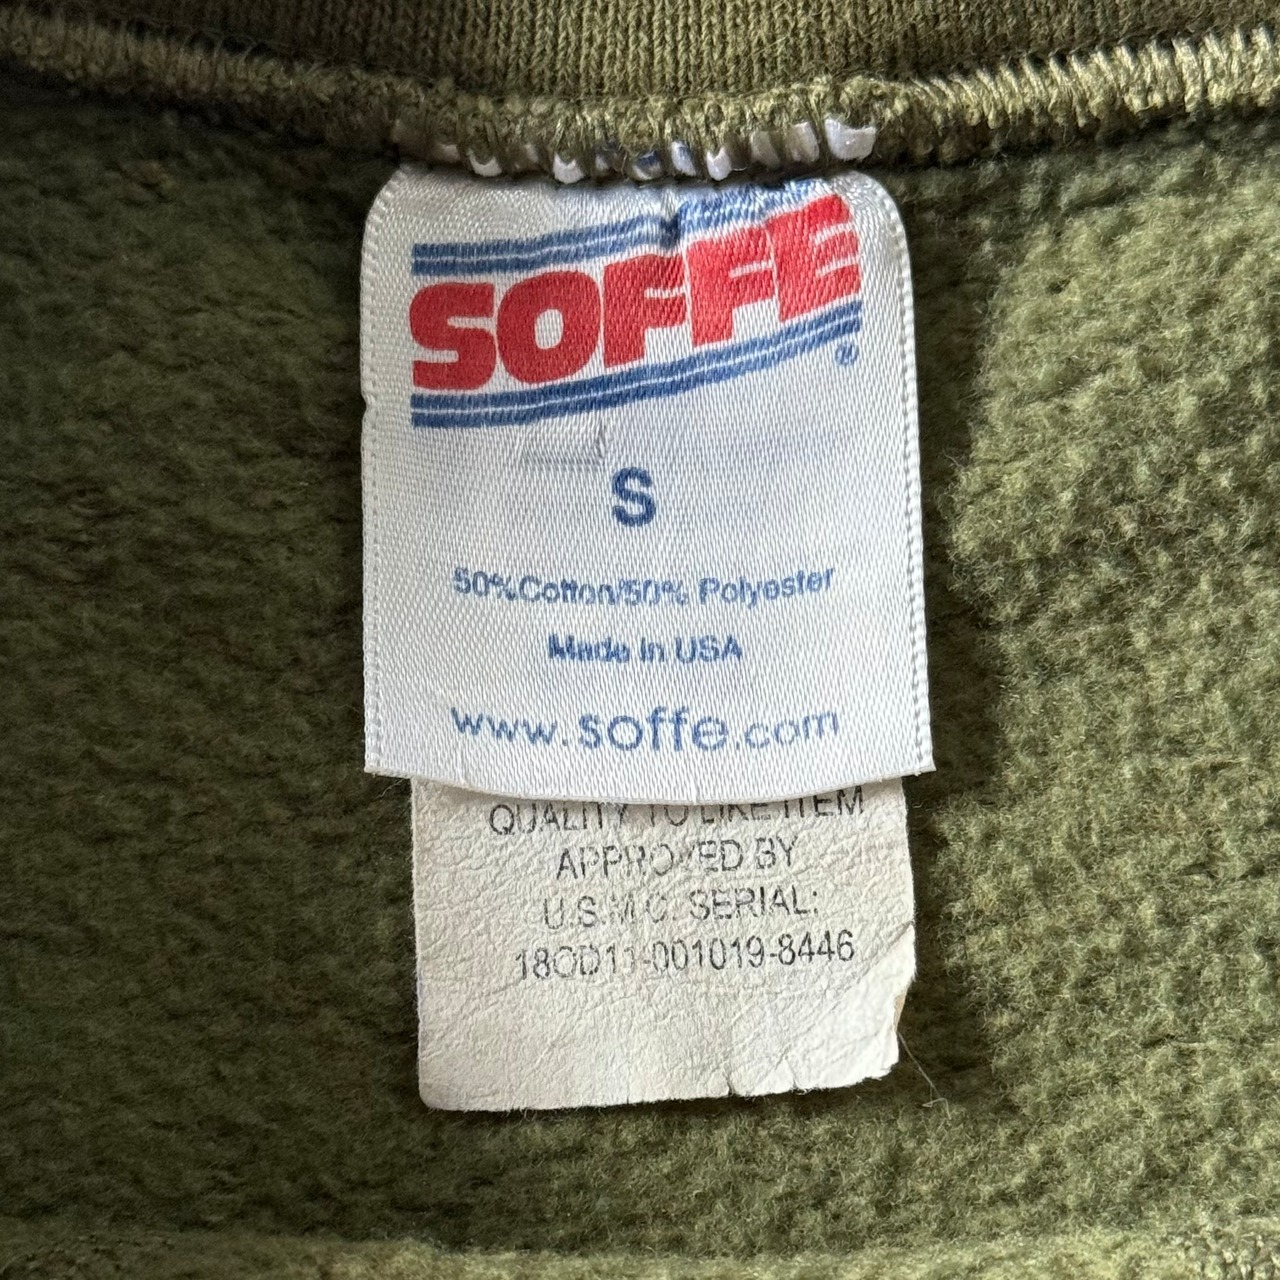 SOFFE®
S
50%Cotton/50% Polyester
Made in USA
www.soffe.com
QUALITY TO LIKE ITEM
APPROVED BY
U.S.M.C. SERIAL:
18OD11-001019-8446